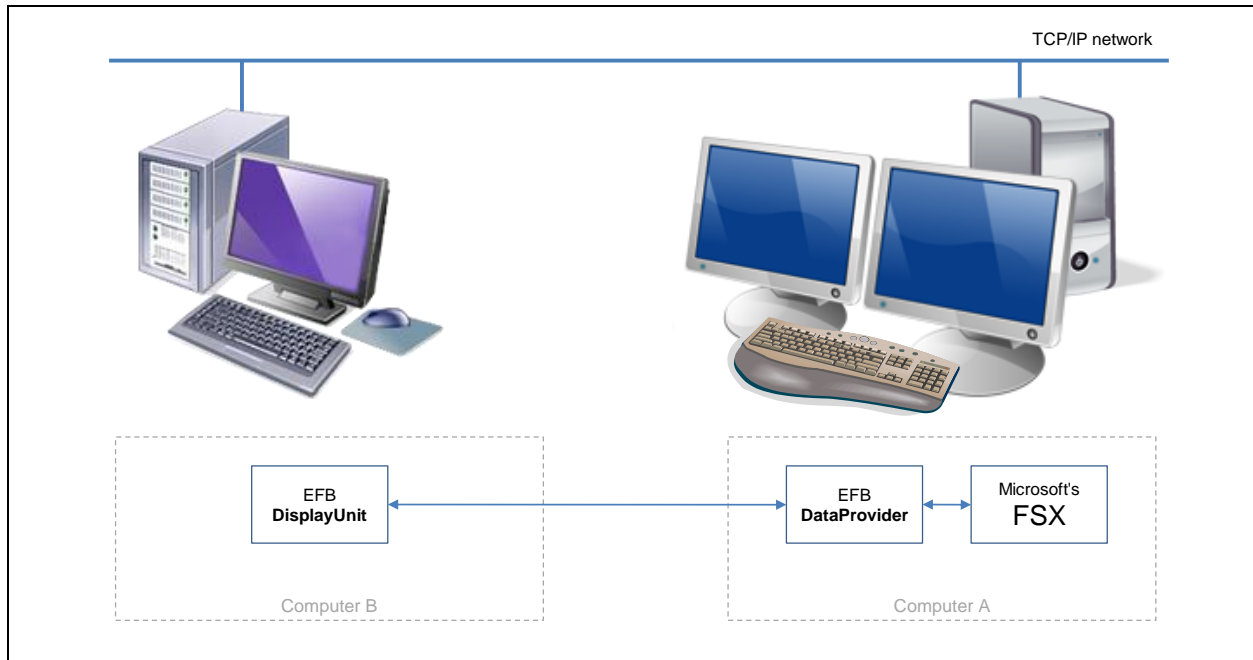 TCP/IP network
EFB
DisplayUnit
EFB
DataProvider
Microsoft's
FSX
Computer B
Computer A